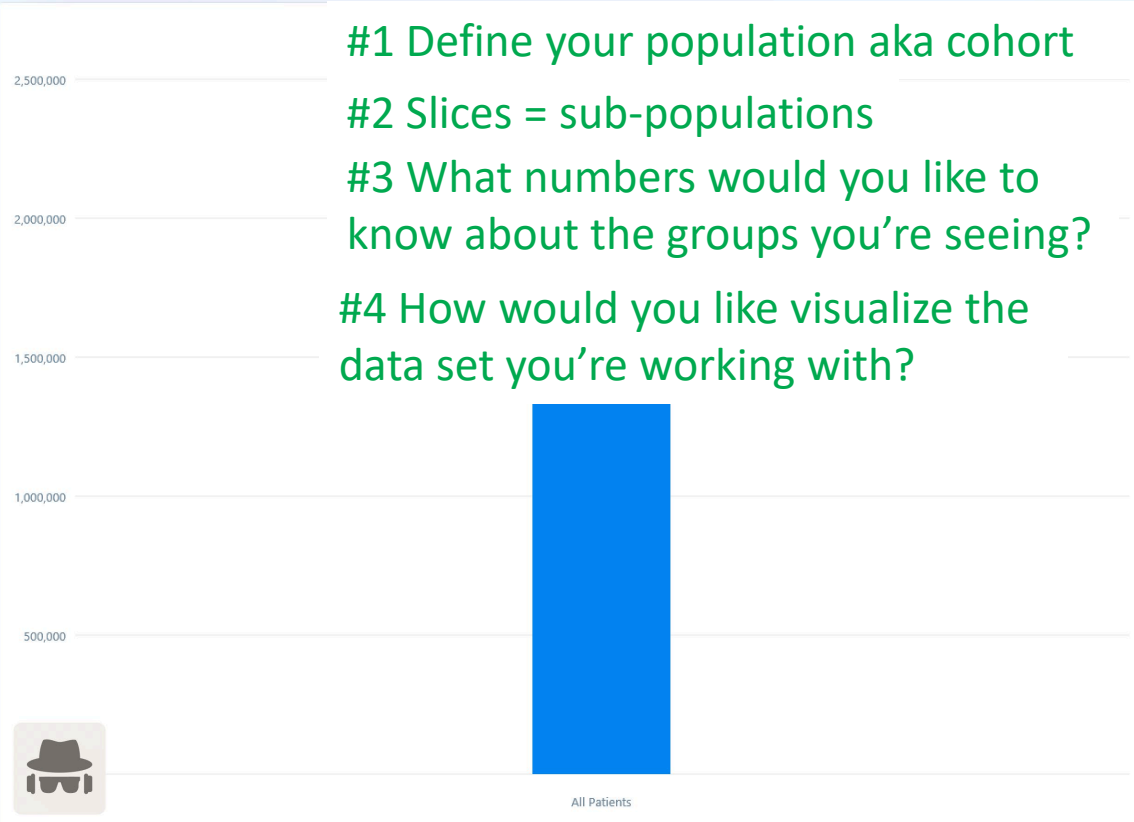 #1 Define your population aka cohort
2,500,000
#2 Slices = sub-populations
#3 What numbers would you like to
2,000,000
know about the groups you’re seeing?
#4 How would you like visualize the
1,500,000
data set you’re working with?
1,000,000
500,000
All Patients